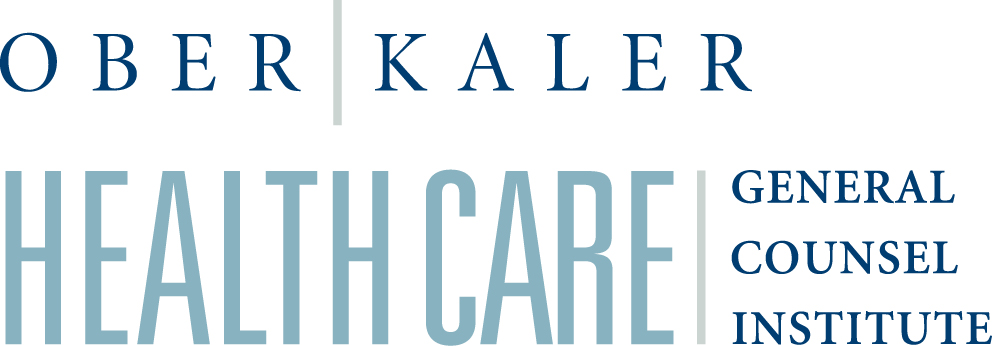 OBER | KALER
HEALTH CARE
GENERAL
COUNSEL
INSTITUTE